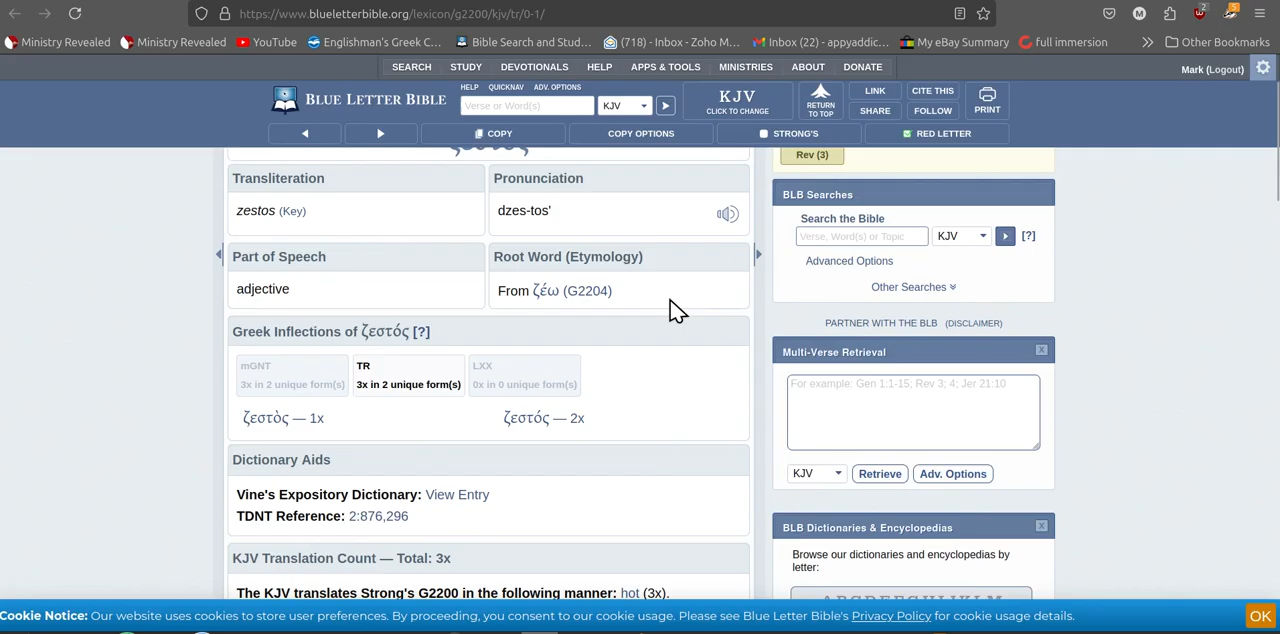 https://www.blueletterbible.org/lexicon/g2200/kjv/tr/0-1/
M 2 5
Ministry Revealed Ministry Revealed YouTube Englishman's Greek C... Bible Search and Stud... (718) - Inbox - Zoho M... Inbox (22) - appyaddic... My eBay Summary full immersion Other Bookmarks
SEARCH STUDY DEVOTIONALS HELP APPS & TOOLS MINISTRIES ABOUT DONATE Mark (Logout)
BLUE LETTER BIBLE
HELP QUICKNAV ADV. OPTIONS
Verse or Word(s) KJV
KJV
CLICK TO CHANGE
RETURN
TO TOP
LINK CITE THIS
SHARE FOLLOW
PRINT
COPY COPY OPTIONS STRONG'S RED LETTER
ζεστός
Transliteration
zestos (Key)
Pronunciation
dzes-tos'
Part of Speech
adjective
Root Word (Etymology)
From ζέω (G2204)
Greek Inflections of ζεστός [?]
mGNT
3x in 2 unique form(s)
TR
3x in 2 unique form(s)
LXX
0x in 0 unique form(s)
ζεστὸς — 1x ζεστός — 2x
Dictionary Aids
Vine's Expository Dictionary: View Entry
TDNT Reference: 2:876,296
KJV Translation Count — Total: 3x
The KJV translates Strong's G2200 in the following manner: hot (3x).
Rev (3)
BLB Searches
Search the Bible
Verse, Word(s) or Topic KJV [?]
Advanced Options
Other Searches
PARTNER WITH THE BLB (DISCLAIMER)
Multi-Verse Retrieval X
For example: Gen 1:1-15; Rev 3; 4; Jer 21:10
KJV Retrieve Adv. Options
BLB Dictionaries & Encyclopedias X
Browse our dictionaries and encyclopedias by
letter:
Cookie Notice: Our website uses cookies to store user preferences. By proceeding, you consent to our cookie usage. Please see Blue Letter Bible's Privacy Policy for cookie usage details. OK